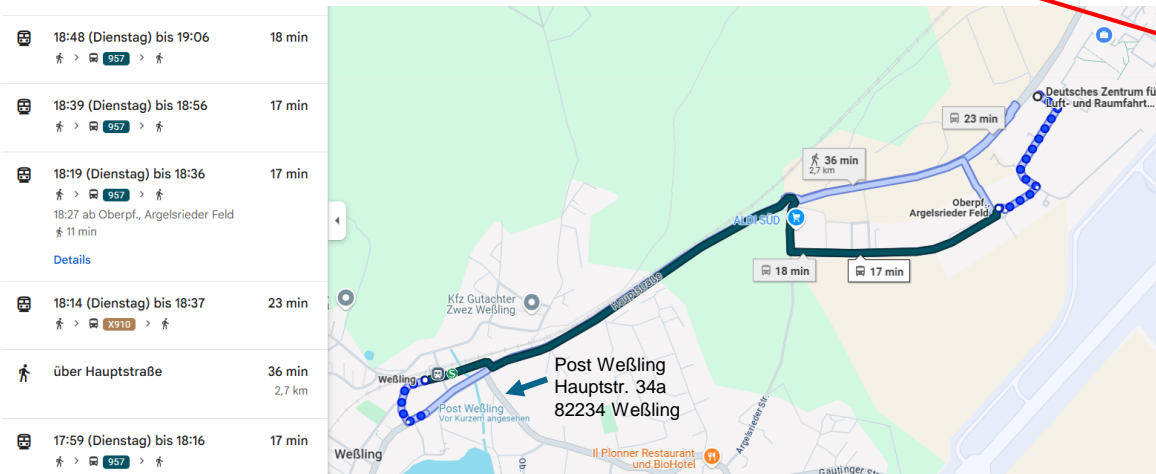 18:48 (Dienstag) bis 19:06
18 min
957
18:39 (Dienstag) bis 18:56
17 min
957
18:19 (Dienstag) bis 18:36
17 min
957
18:27 ab Oberpf., Argelsrieder Feld
11 min
Details
18:14 (Dienstag) bis 18:37
23 min
X910
über Hauptstraße
36 min
2,7 km
17:59 (Dienstag) bis 18:16
17 min
957
Deutsches Zentrum fü
Luft- und Raumfahrt...
23 min
36 min
2,7 km
Oberpf.,
Argelsrieder Feld
ALDI SÜD
18 min
17 min
Hauptstraße
Kfz Gutachter
Zwez Weßling
Weßling
S
Post Weßling
Vor Kurzem angesehen
Post Weßling
Hauptstr. 34a
82234 Weßling
Weßling
Il Plonner Restaurant
und BioHotel
Argelsrieder Str.
Gautinger Str